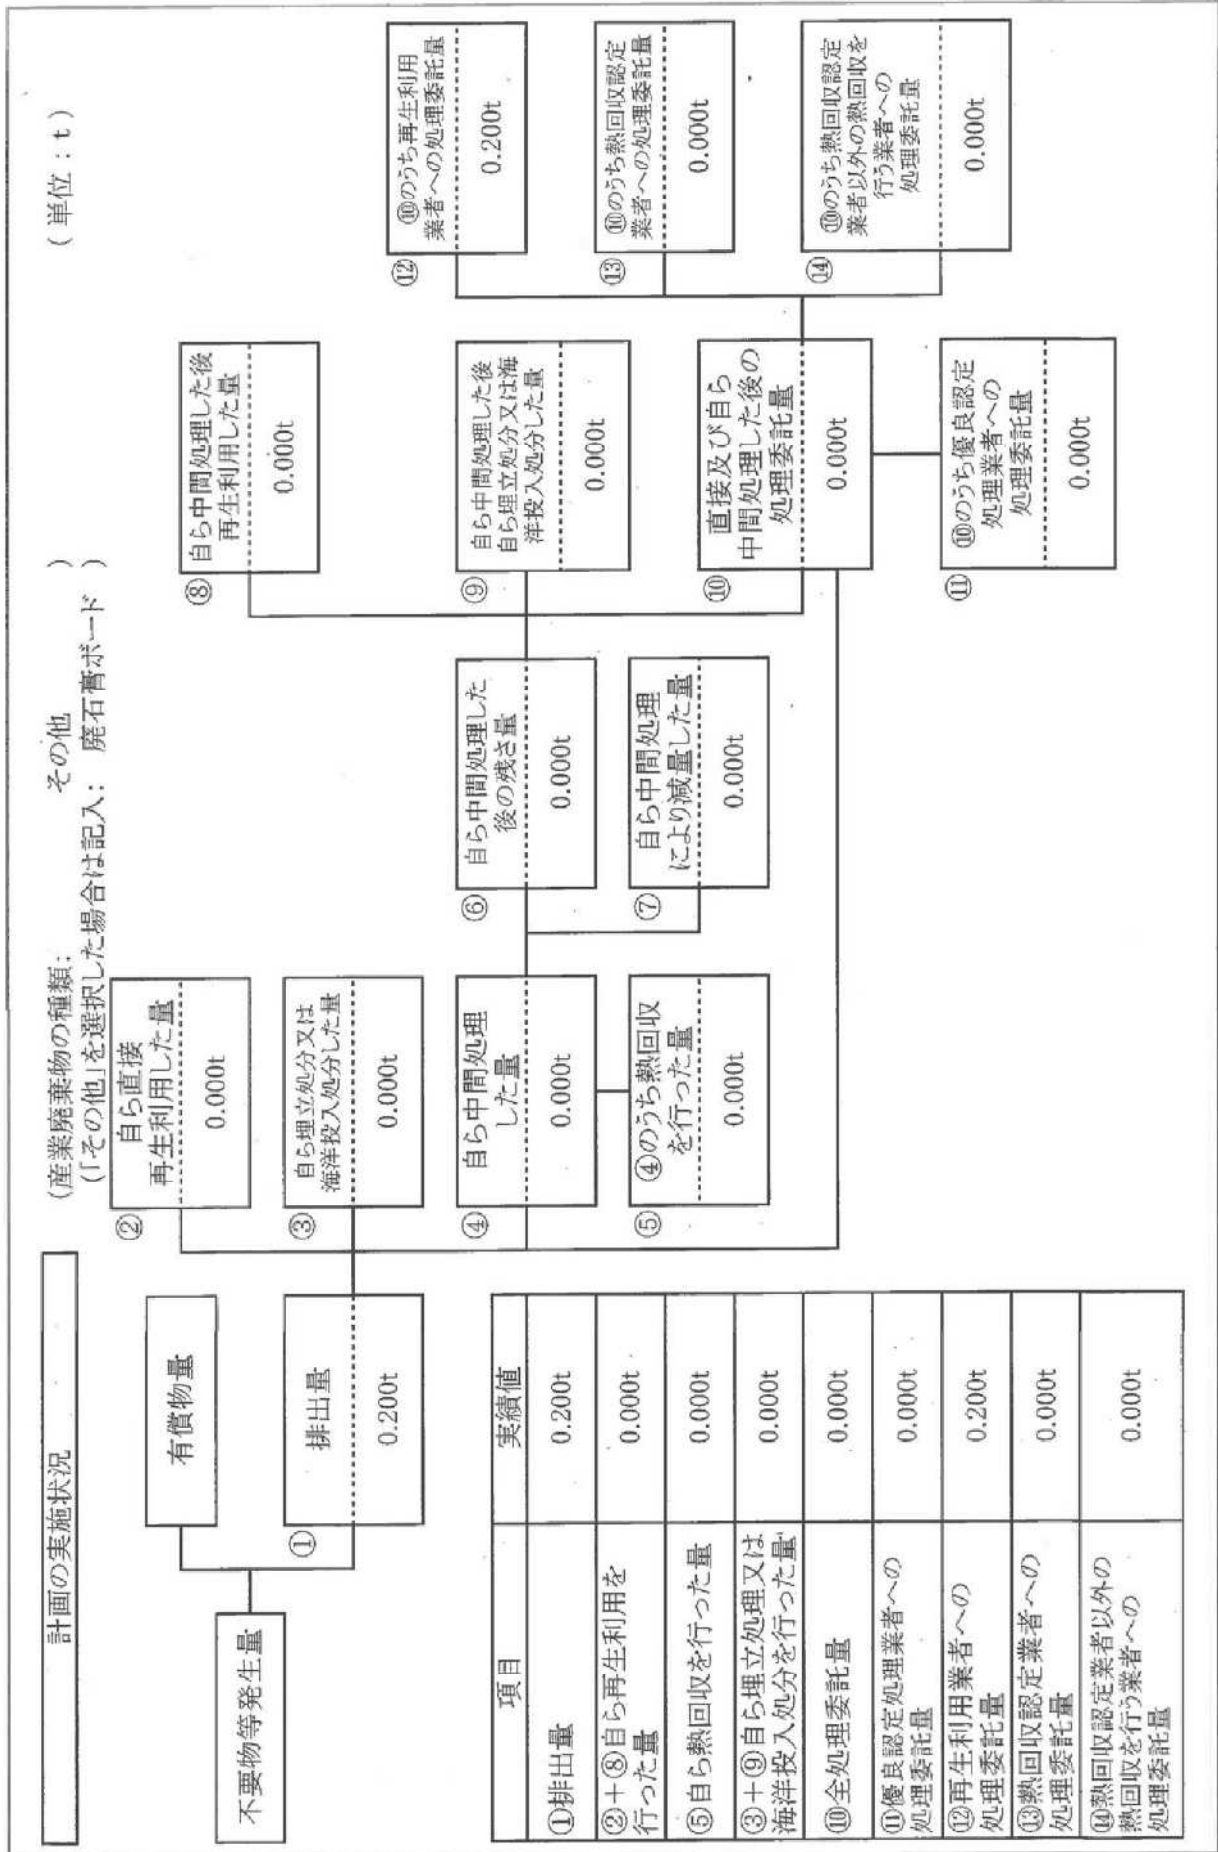 計画の実施状況
(産業廃棄物の種類: その他 )
(「その他」を選択した場合は記入: 廃石膏ボード )
(単位:t)
不要物等発生量
有償物量
①
排出量
0.200t
②
自ら直接
再生利用した量
0.000t
③
自ら埋立処分又は
海洋投入処分した量
0.000t
④
自ら中間処理
した量
0.000t
⑤
④のうち熱回収
を行った量
0.000t
⑥
自ら中間処理した
後の残さ量
0.000t
⑦
自ら中間処理
により減量した量
0.000t
⑧
自ら中間処理した後
再生利用した量
0.000t
⑨
自ら中間処理した後
自ら埋立処分又は海
洋投入処分した量
0.000t
⑩
直接及び自ら
中間処理した後の
処理委託量
0.000t
⑪
⑩のうち優良認定
処理業者への
処理委託量
0.000t
⑫
⑩のうち再生利用
業者への処理委託量
0.200t
⑬
⑩のうち熱回収認定
業者への処理委託量
0.000t
⑭
⑩のうち熱回収認定
業者以外の熱回収を
行う業者への
処理委託量
0.000t
項目 実績値
①排出量 0.200t
②+⑧自ら再生利用を
行った量 0.000t
⑤自ら熱回収を行った量 0.000t
③+⑨自ら埋立処理又は
海洋投入処分を行った量 0.000t
⑩全処理委託量 0.000t
⑪優良認定処理業者への
処理委託量 0.000t
⑫再生利用業者への
処理委託量 0.200t
⑬熱回収認定業者への
処理委託量 0.000t
⑭熱回収認定業者以外の
熱回収を行う業者への
処理委託量 0.000t